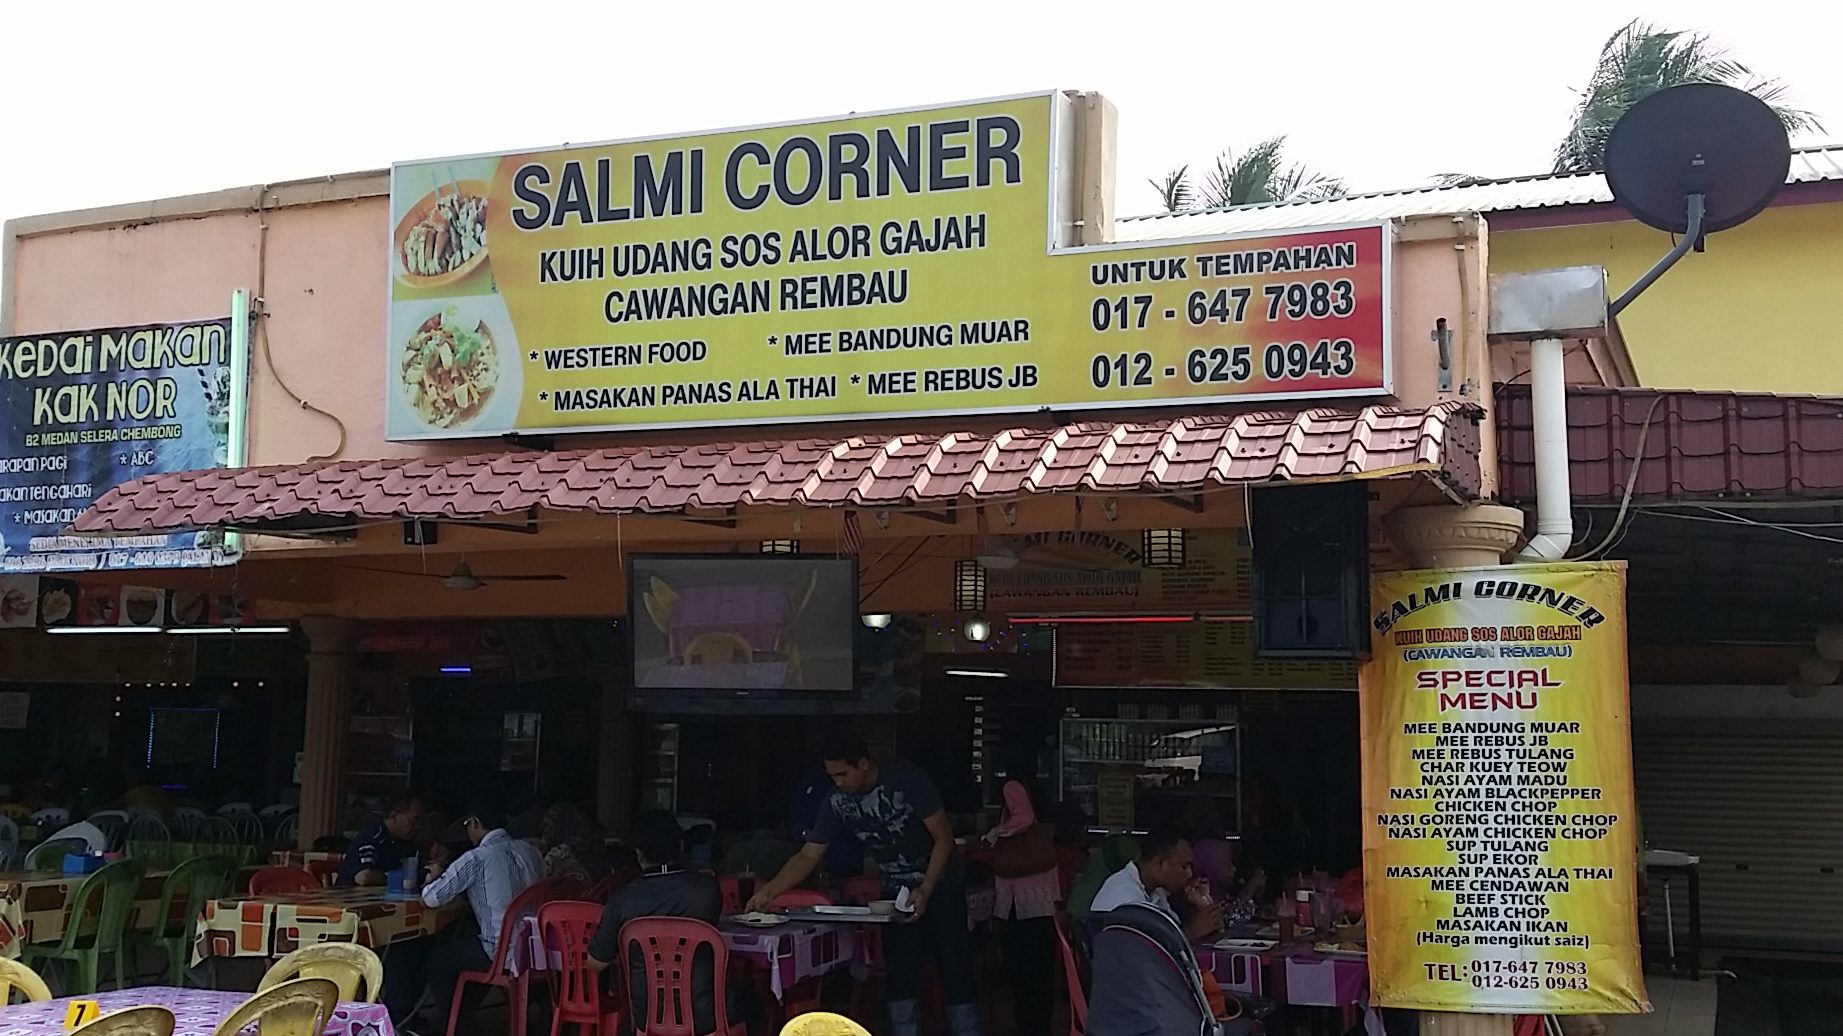 SALMI CORNER
KUIH UDANG SOS ALOR GAJAH
CAWANGAN REMBAU
* WESTERN FOOD
* MEE BANDUNG MUAR
* MASAKAN PANAS ALA THAI
* MEE REBUS JB
UNTUK TEMPAHAN
017 - 647 7983
012 - 625 0943
KEDAI MAKAN
KAK NOR
B2 MEDAN SELERA CHEMBONG
* ABC
SALMI CORNER
KUIH UDANG SOS ALOR GAJAH
(CAWANGAN REMBAU)
SPECIAL
MENU
MEE BANDUNG MUAR
MEE REBUS JB
MEE REBUS TULANG
CHAR KUEY TEOW
NASI AYAM MADU
NASI AYAM BLACKPEPPER
CHICKEN CHOP
NASI GORENG CHICKEN CHOP
NASI AYAM CHICKEN CHOP
SUP TULANG
SUP EKOR
MASAKAN PANAS ALA THAI
MEE CENDAWAN
BEEF STICK
LAMB CHOP
MASAKAN IKAN
(Harga mengikut saiz)
TEL: 017-647 7983
012-625 0943
CORNER
(CAWANGAN REMBAU)
7